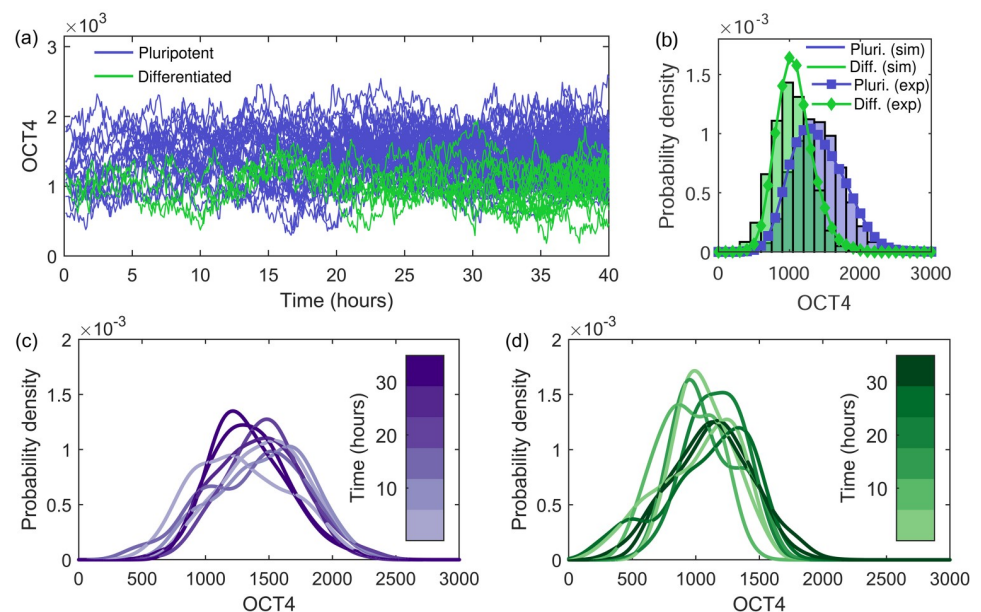 (a)
×10³
3
2
1
0
OCT4
Pluripotent
Differentiated
0 5 10 15 20 25 30 35 40
Time (hours)
(b)
×10⁻³
1.5
1
0.5
0
Probability density
Pluri. (sim)
Diff. (sim)
Pluri. (exp)
Diff. (exp)
0 1000 2000 3000
OCT4
(c)
×10⁻³
2
1.5
1
0.5
0
Probability density
30
20
10
Time (hours)
0 500 1000 1500 2000 2500 3000
OCT4
(d)
×10⁻³
2
1.5
1
0.5
0
Probability density
30
20
10
Time (hours)
0 500 1000 1500 2000 2500 3000
OCT4